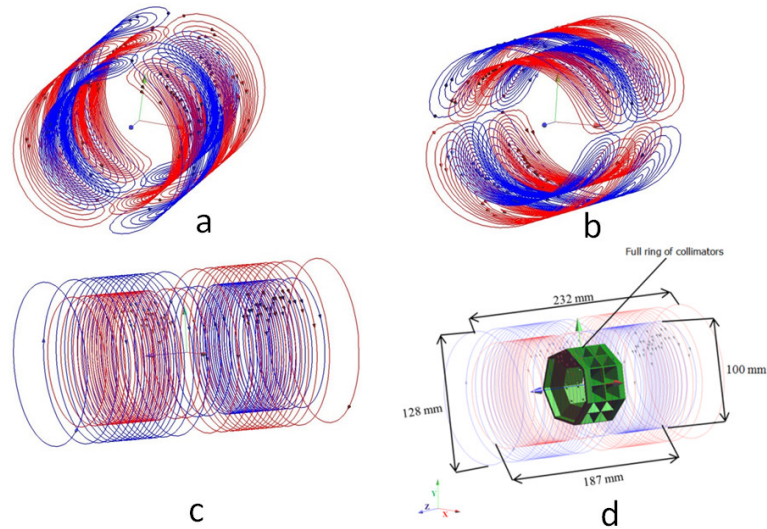 a
b
c
Full ring of collimators
232 mm
100 mm
128 mm
187 mm
Y
Z
X
d